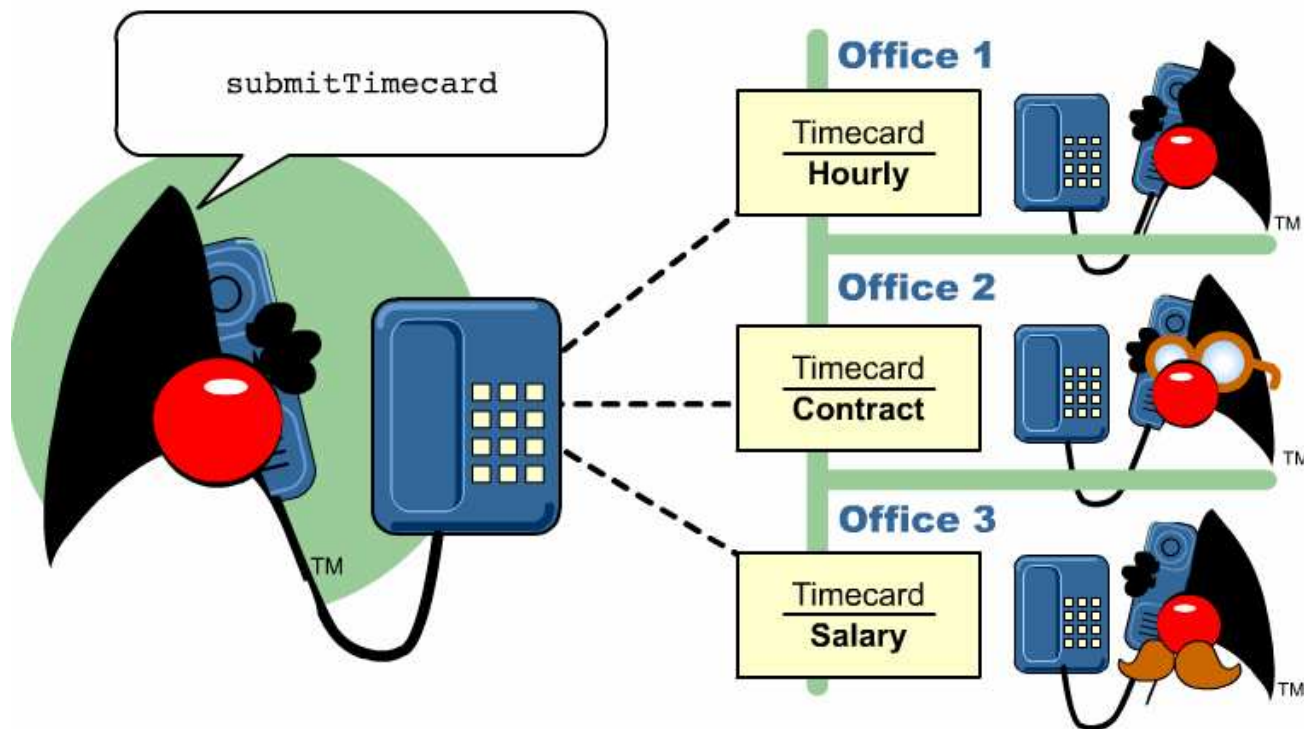 submitTimecard
TM
Office 1
Timecard
Hourly
TM
Office 2
Timecard
Contract
TM
Office 3
Timecard
Salary
TM